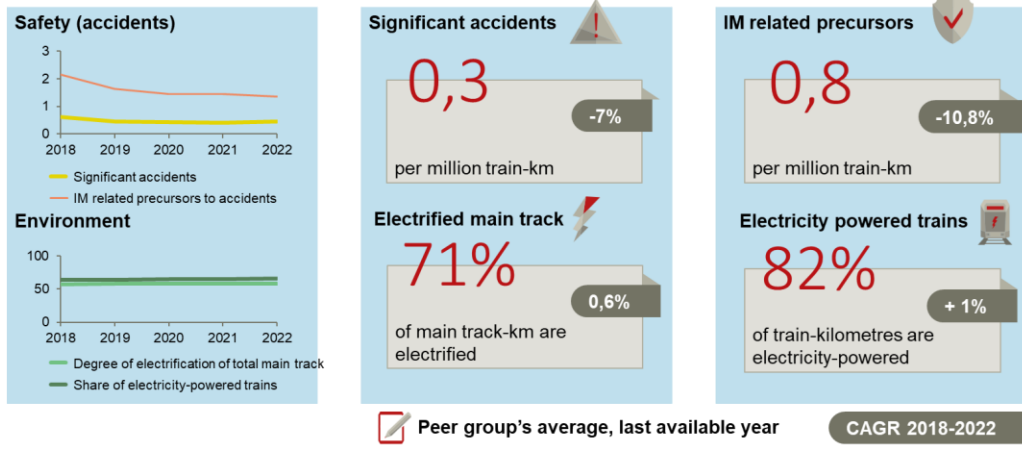 Safety (accidents)
3
2
1
0
2018 2019 2020 2021 2022
Significant accidents
IM related precursors to accidents
Environment
100
50
0
2018 2019 2020 2021 2022
Degree of electrification of total main track
Share of electricity-powered trains
Significant accidents
!
0,3
-7%
per million train-km
Electrified main track
71%
0,6%
of main track-km are
electrified
IM related precursors
0,8
-10,8%
per million train-km
Electricity powered trains
82%
+ 1%
of train-kilometres are
electricity-powered
Peer group's average, last available year
CAGR 2018-2022